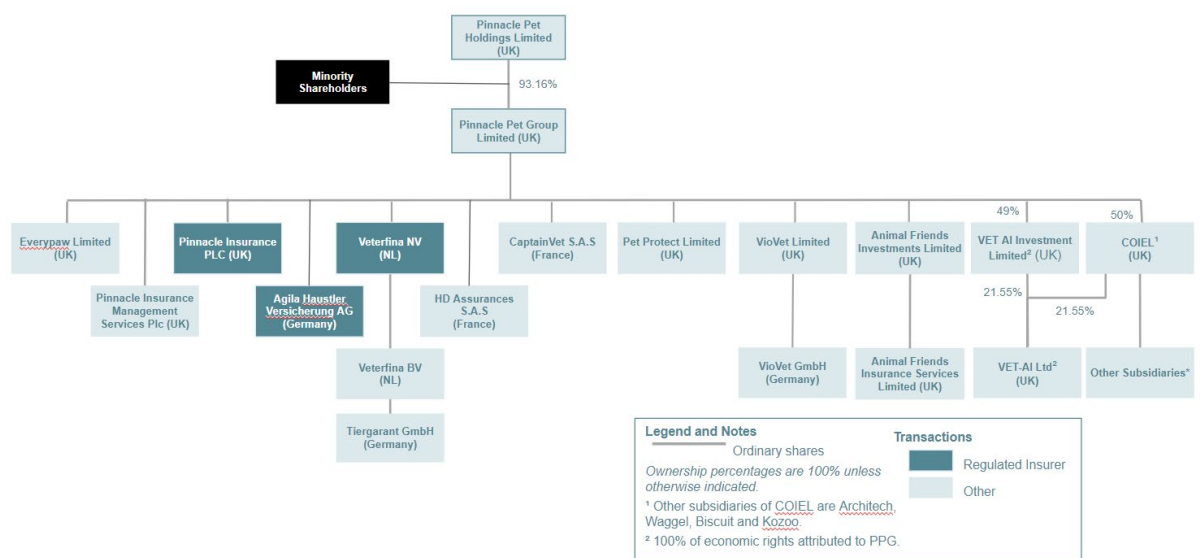 Pinnacle Pet
Holdings Limited
(UK)
Minority
Shareholders
93.16%
Pinnacle Pet Group
Limited (UK)
49%
50%
Everypaw Limited
(UK)
Pinnacle Insurance
PLC (UK)
Veterfina NV
(NL)
CaptainVet S.A.S
(France)
Pet Protect Limited
(UK)
VioVet Limited
(UK)
Animal Friends
Investments Limited
(UK)
VET AI Investment
Limited² (UK)
COIEL¹
(UK)
Pinnacle Insurance
Management
Services Plc (UK)
Agila Haustler
Versicherung AG
(Germany)
HD Assurances
S.A.S
(France)
21.55%
21.55%
Veterfina BV
(NL)
VioVet GmbH
(Germany)
Animal Friends
Insurance Services
Limited (UK)
VET-AI Ltd²
(UK)
Other Subsidiaries*
Tiergarant GmbH
(Germany)
Legend and Notes
Ordinary shares
Ownership percentages are 100% unless
otherwise indicated.
¹ Other subsidiaries of COIEL are Architech,
Waggel, Biscuit and Kozoo.
² 100% of economic rights attributed to PPG.
Transactions
Regulated Insurer
Other